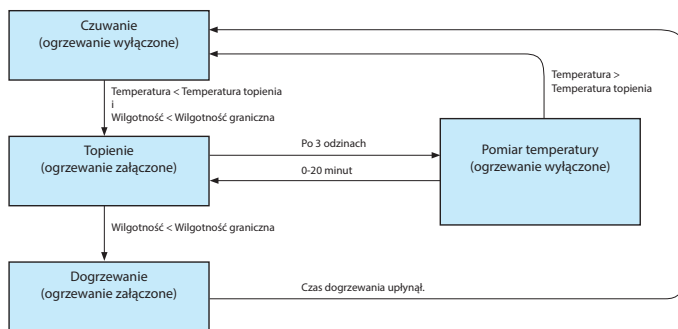 Czuwanie
(ogrzewanie wyłączone)
Temperatura < Temperatura topienia
i
Wilgotność < Wilgotność graniczna
Temperatura >
Temperatura topienia
Topienie
(ogrzewanie załączone)
Po 3 odzinach
0-20 minut
Pomiar temperatury
(ogrzewanie wyłączone)
Wilgotność < Wilgotność graniczna
Dogrzewanie
(ogrzewanie załączone)
Czas dogrzewania upłynął.